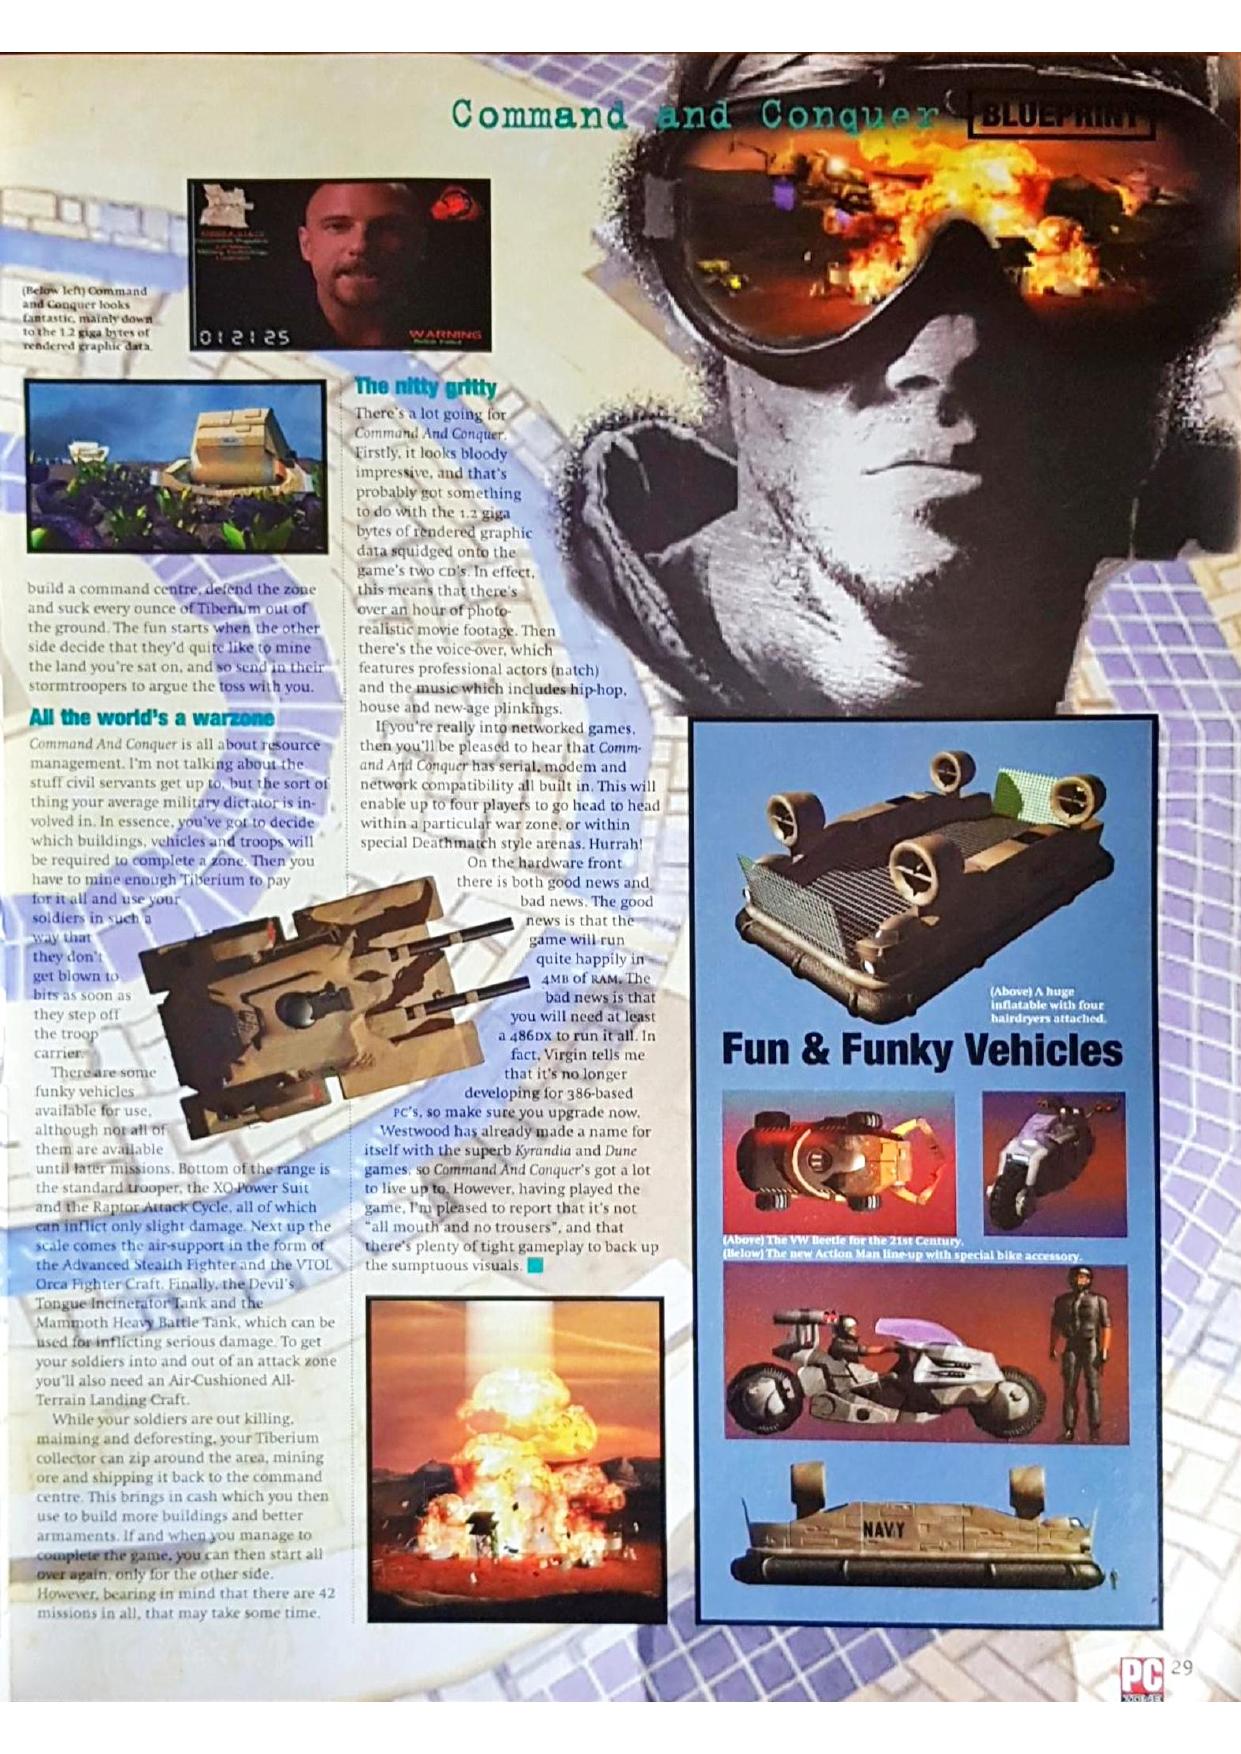 Command and Conquer BLUEPRINT
01:21:25
WARNING
(Below left) Command
and Conquer looks
fantastic, mainly down
to the 1.2 giga bytes of
rendered graphic data.
build a command centre, defend the zone
and suck every ounce of Tiberium out of
the ground. The fun starts when the other
side decide that they'd quite like to mine
the land you're sat on, and so send in their
stormtroopers to argue the toss with you.
All the world's a warzone
Command And Conquer is all about resource
management. I'm not talking about the
stuff civil servants get up to, but the sort of
thing your average military dictator is in-
volved in. In essence, you've got to decide
which buildings, vehicles and troops will
be required to complete a zone. Then you
have to mine enough Tiberium to pay
for it all and use your
soldiers in such a
way that
they don't
get blown to
bits as soon as
they step off
the troop
carrier.
There are some
funky vehicles
available for use,
although not all of
them are available
until later missions. Bottom of the range is
the standard trooper, the XO Power Suit
and the Raptor Attack Cycle, all of which
can inflict only slight damage. Next up the
scale comes the air-support in the form of
the Advanced Stealth Fighter and the VTOL
Orca Fighter Craft. Finally, the Devil's
Tongue Incinerator Tank and the
Mammoth Heavy Battle Tank, which can be
used for inflicting serious damage. To get
your soldiers into and out of an attack zone
you'll also need an Air-Cushioned All-
Terrain Landing Craft.
While your soldiers are out killing,
maiming and deforesting, your Tiberium
collector can zip around the area, mining
ore and shipping it back to the command
centre. This brings in cash which you then
use to build more buildings and better
armaments. If and when you manage to
complete the game, you can then start all
over again, only for the other side.
However, bearing in mind that there are 42
missions in all, that may take some time.
The nitty gritty
There's a lot going for
Command And Conquer.
Firstly, it looks bloody
impressive, and that's
probably got something
to do with the 1.2 giga
bytes of rendered graphic
data squidged onto the
game's two CD's. In effect,
this means that there's
over an hour of photo-
realistic movie footage. Then
there's the voice-over, which
features professional actors (natch)
and the music which includes hip-hop,
house and new-age plinkings.
If you're really into networked games,
then you'll be pleased to hear that Comm-
and And Conquer has serial, modem and
network compatibility all built in. This will
enable up to four players to go head to head
within a particular war zone, or within
special Deathmatch style arenas. Hurrah!
On the hardware front
there is both good news and
bad news. The good
news is that the
game will run
quite happily in
4MB of RAM. The
bad news is that
you will need at least
a 486DX to run it all. In
fact, Virgin tells me
that it's no longer
developing for 386-based
PC's, so make sure you upgrade now.
Westwood has already made a name for
itself with the superb Kyrandia and Dune
games, so Command And Conquer's got a lot
to live up to. However, having played the
game, I'm pleased to report that it's not
"all mouth and no trousers", and that
there's plenty of tight gameplay to back up
the sumptuous visuals.
(Above) A huge
inflatable with four
hairdryers attached.
Fun & Funky Vehicles
(Above) The VW Beetle for the 21st Century.
(Below) The new Action Man line-up with special bike accessory.
NAVY
PC
ZONE
29